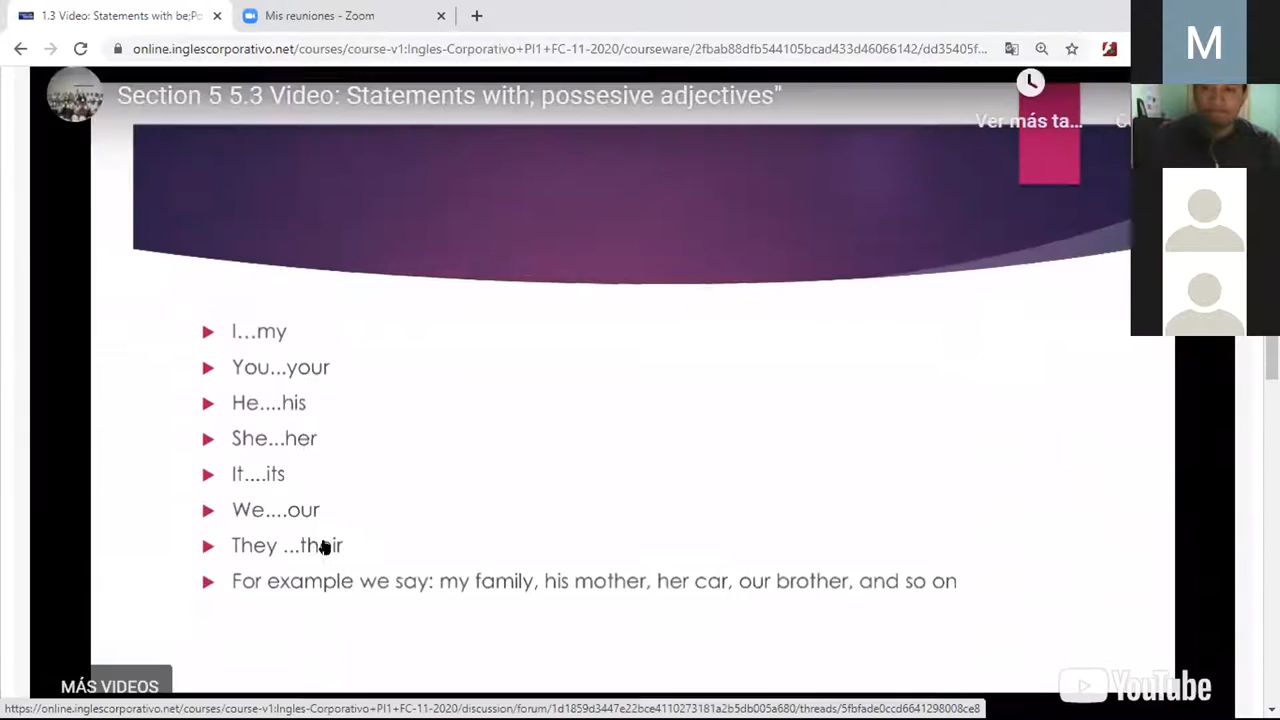 1.3 Video: Statements with be;Po
Mis reuniones - Zoom
online.inglescorporativo.net/courses/course-v1:Ingles-Corporativo+PI1+FC-11-2020/courseware/2fbab88dfb544105bcad433d46066142/dd35405f...
M
Section 5 5.3 Video: Statements with; possesive adjectives"
Ver más ta...
I...my
You...your
He....his
She...her
It....its
We....our
They ...their
For example we say: my family, his mother, her car, our brother, and so on
MÁS VIDEOS
YouTube
https://online.inglescorporativo.net/courses/course-v1:Ingles-Corporativo+PI1+FC-11-2020/discussion/forum/1d1859d3447e22bce4110273181a2b5db005a680/threads/5fbfade0ccd6641298008ce8